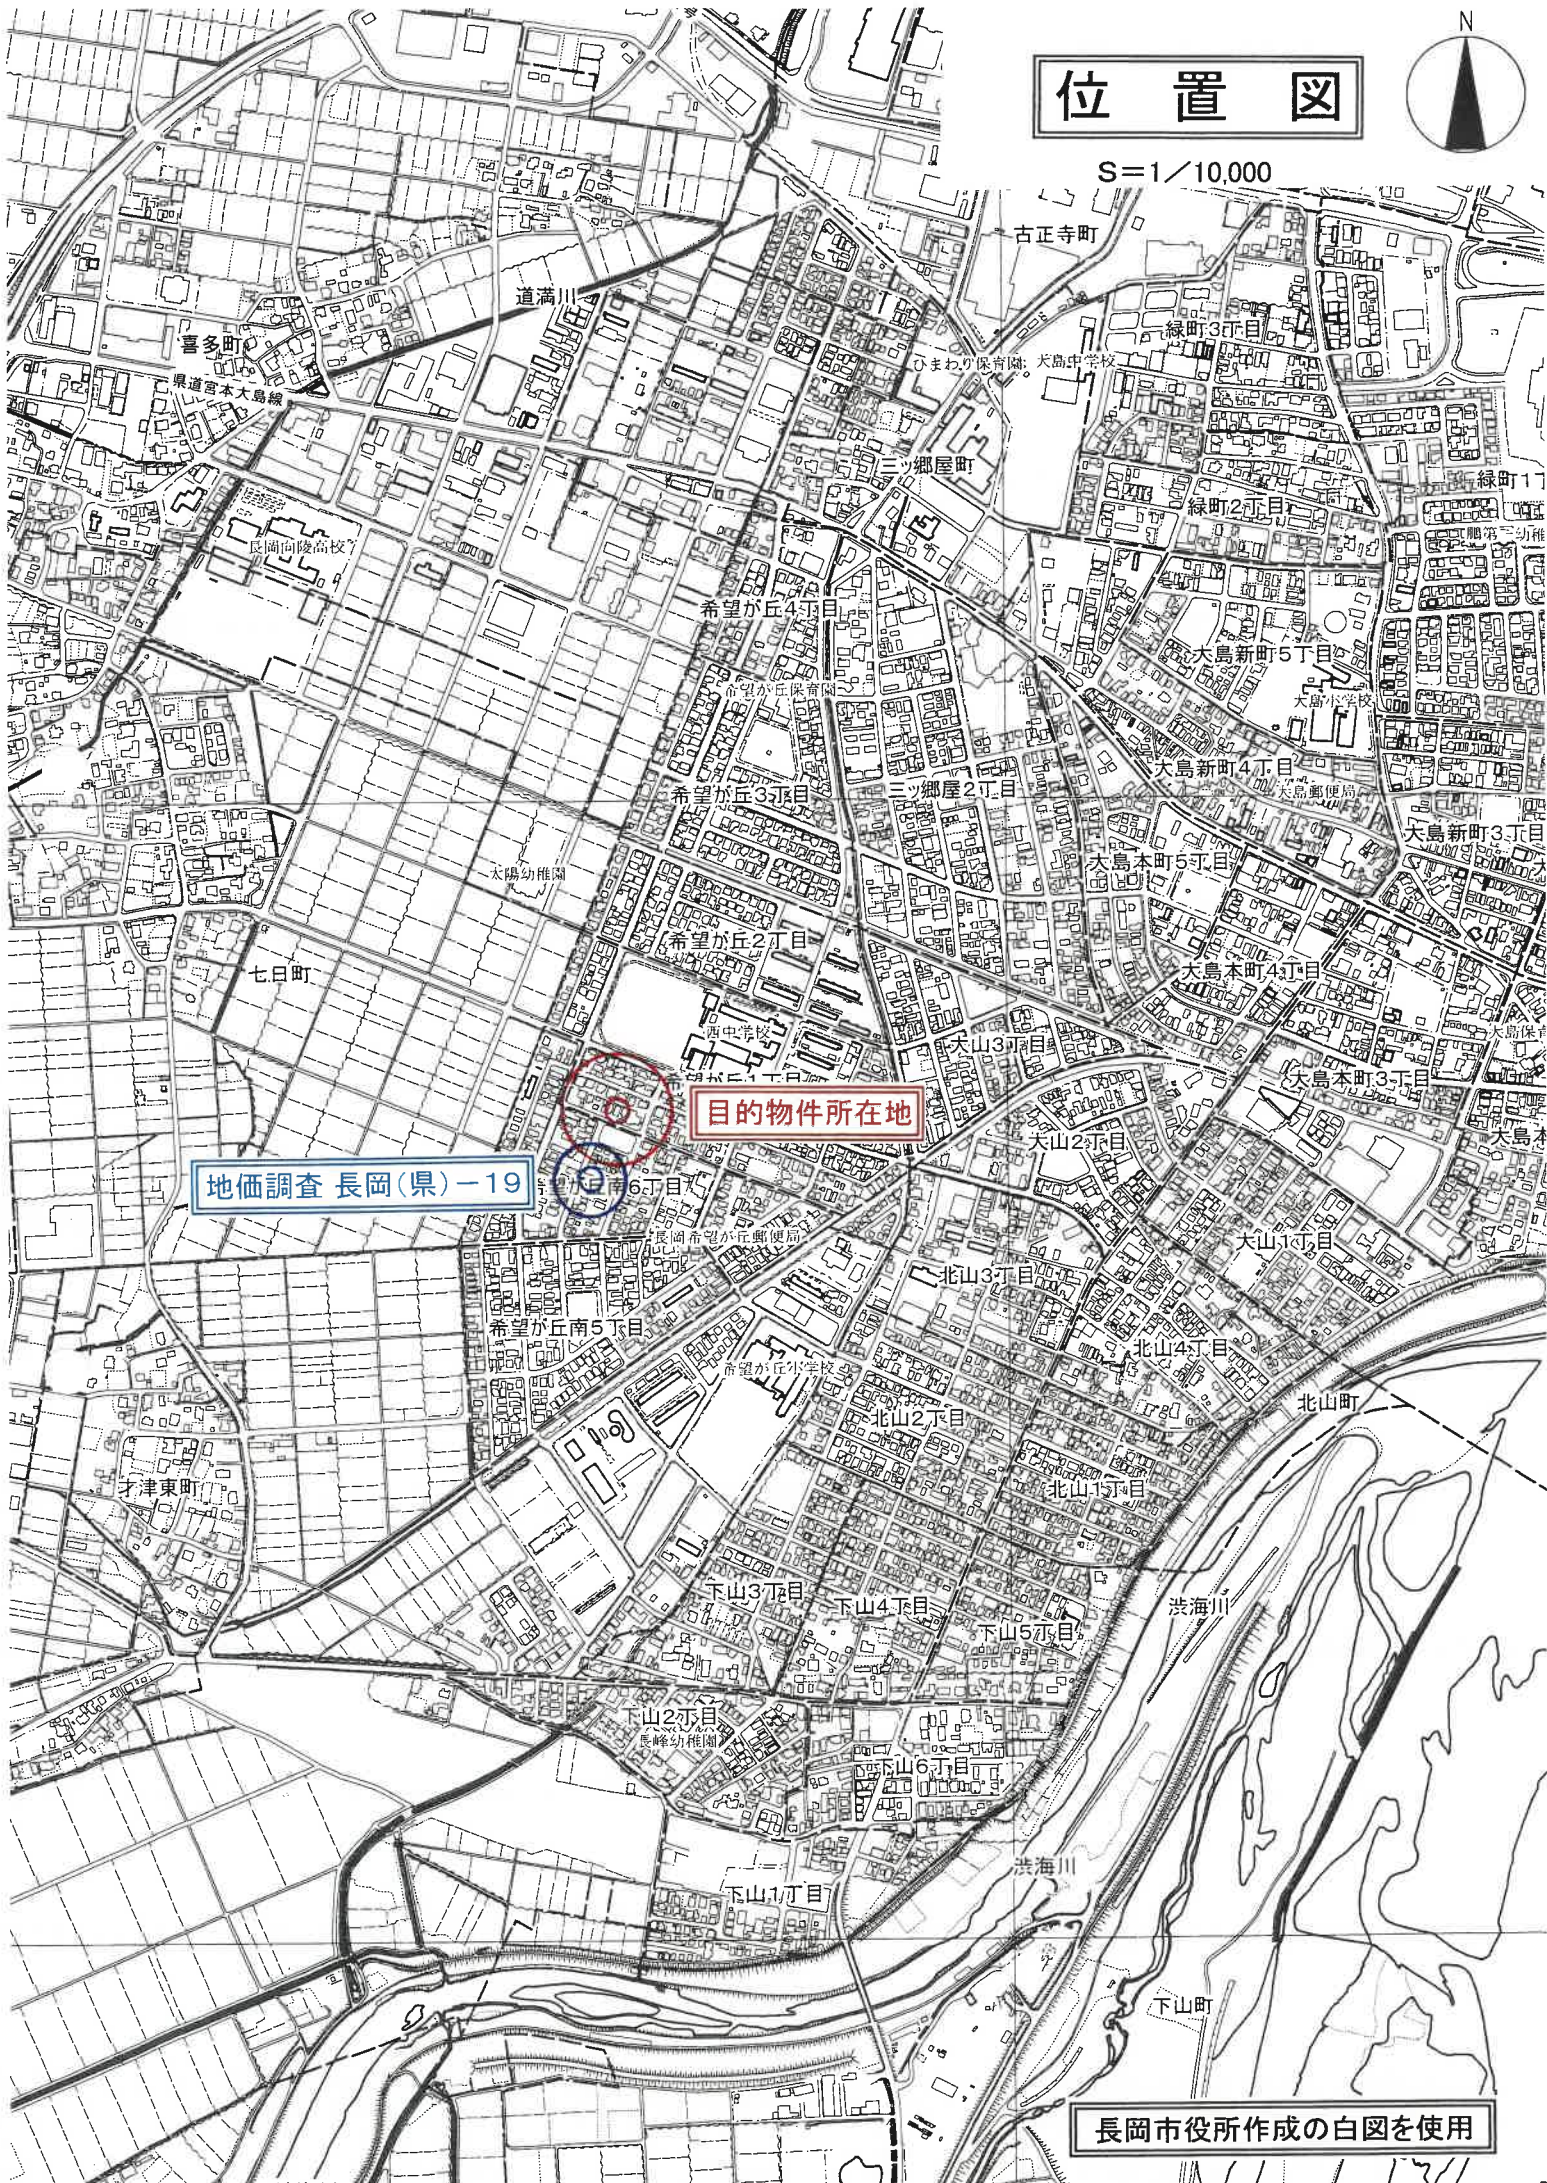 N
位置図
S=1/10,000
古正寺町
道満川
緑町3丁目
喜多町
ひまわり保育園
大島中学校
県道宮本大島線
三ッ郷屋町
緑町1丁
緑町2丁目
長岡向陵高校
希望が丘4丁目
大島新町5丁目
希望が丘保育園
大島小学校
大島新町4丁目
希望が丘3丁目
三ッ郷屋2丁目
大島郵便局
大島新町3丁目
大島本町5丁目
太陽幼稚園
希望が丘2丁目
七日町
大島本町4丁目
西中学校
大山3丁目
大島保育
希望が丘1丁目
大島本町3丁目
目的物件所在地
大山2丁目
大島本
地価調査 長岡(県)-19
南6丁目
長岡希望が丘郵便局
大山1丁目
北山3丁目
希望が丘南5丁目
北山4丁目
希望が丘小学校
北山町
北山2丁目
才津東町
北山1丁目
下山3丁目
下山4丁目
渋海川
下山5丁目
下山2丁目
長峰幼稚園
下山6丁目
渋海川
下山1丁目
下山町
長岡市役所作成の白図を使用